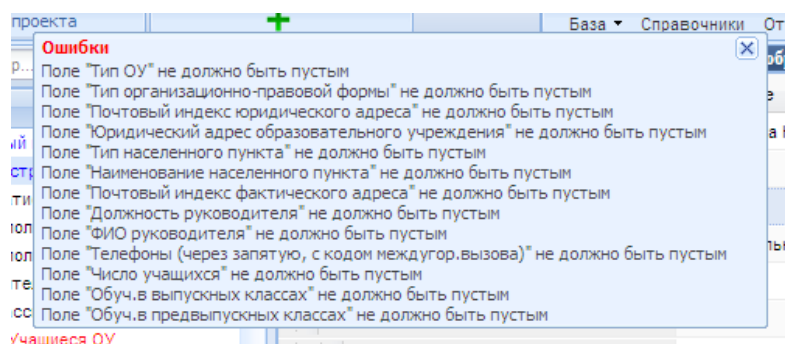 проекта
База Справочники От
Ошибки
Поле "Тип ОУ" не должно быть пустым
Поле "Тип организационно-правовой формы" не должно быть пустым
Поле "Почтовый индекс юридического адреса" не должно быть пустым
Поле "Юридический адрес образовательного учреждения" не должно быть пустым
Поле "Тип населенного пункта" не должно быть пустым
Поле "Наименование населенного пункта" не должно быть пустым
Поле "Почтовый индекс фактического адреса" не должно быть пустым
Поле "Должность руководителя" не должно быть пустым
Поле "ФИО руководителя" не должно быть пустым
Поле "Телефоны (через запятую, с кодом междугор.вызова)" не должно быть пустым
Поле "Число учащихся" не должно быть пустым
Поле "Обуч.в выпускных классах" не должно быть пустым
Поле "Обуч.в предвыпускных классах" не должно быть пустым
Учащиеся ОУ